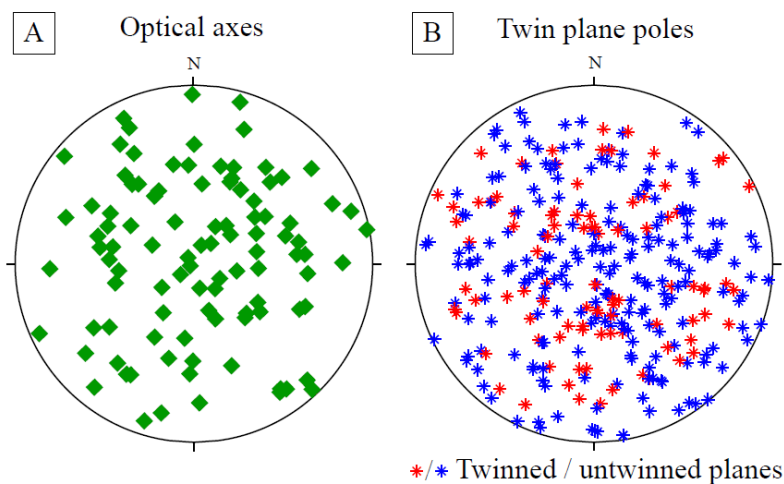 A
Optical axes
N
B
Twin plane poles
N
*/* Twinned / untwinned planes